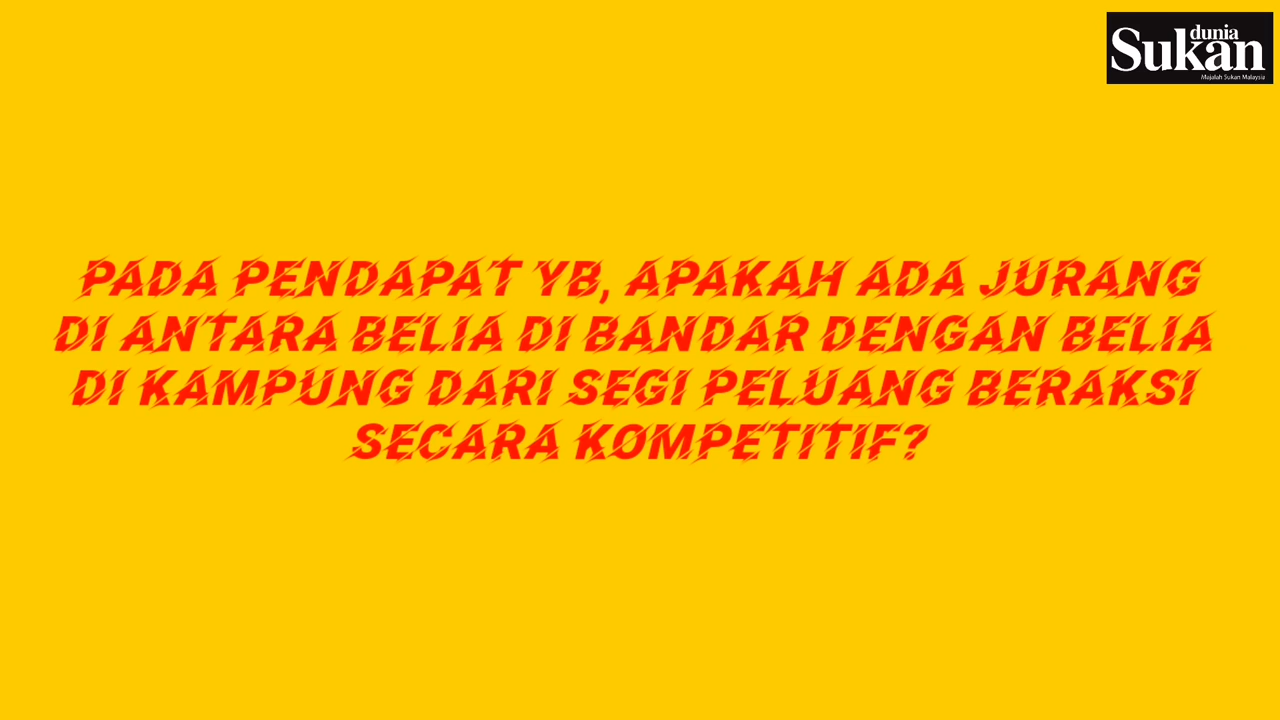 dunia
Sukan
Majalah Sukan Malaysia
PADA PENDAPAT YB, APAKAH ADA JURANG
DI ANTARA BELIA DI BANDAR DENGAN BELIA
DI KAMPUNG DARI SEGI PELUANG BERAKSI
SECARA KOMPETITIF?